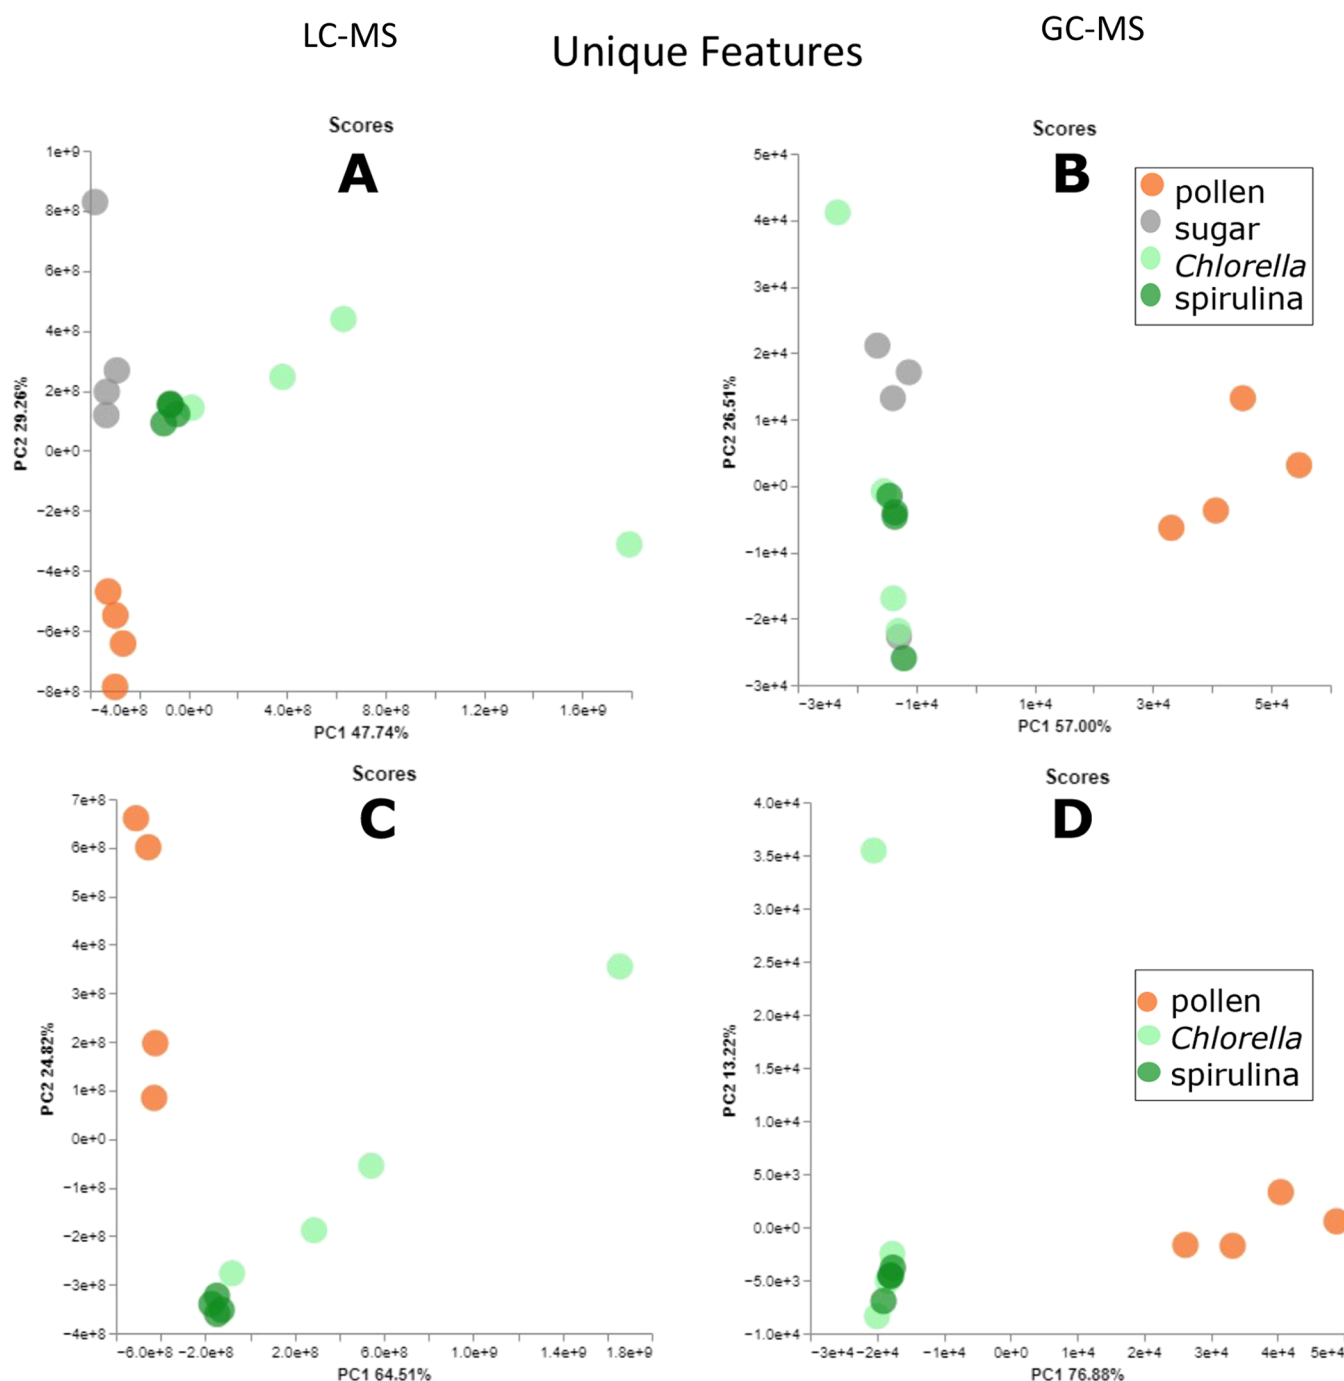 LC-MS
Unique Features
GC-MS
Scores
A
1e+9
8e+8
6e+8
4e+8
2e+8
0e+0
−2e+8
−4e+8
−6e+8
−8e+8
PC2 29.26%
−4.0e+8 0.0e+0 4.0e+8 8.0e+8 1.2e+9 1.6e+9
PC1 47.74%
Scores
B
pollen
sugar
Chlorella
spirulina
5e+4
4e+4
3e+4
2e+4
1e+4
0e+0
−1e+4
−2e+4
−3e+4
PC2 26.51%
−3e+4 −1e+4 1e+4 3e+4 5e+4
PC1 57.00%
Scores
C
7e+8
6e+8
5e+8
4e+8
3e+8
2e+8
1e+8
0e+0
−1e+8
−2e+8
−3e+8
−4e+8
PC2 24.82%
−6.0e+8 −2.0e+8 2.0e+8 6.0e+8 1.0e+9 1.4e+9 1.8e+9
PC1 64.51%
Scores
D
pollen
Chlorella
spirulina
4.0e+4
3.5e+4
3.0e+4
2.5e+4
2.0e+4
1.5e+4
1.0e+4
5.0e+3
0.0e+0
−5.0e+3
−1.0e+4
PC2 13.22%
−3e+4 −2e+4 −1e+4 0e+0 1e+4 2e+4 3e+4 4e+4 5e+4
PC1 76.88%